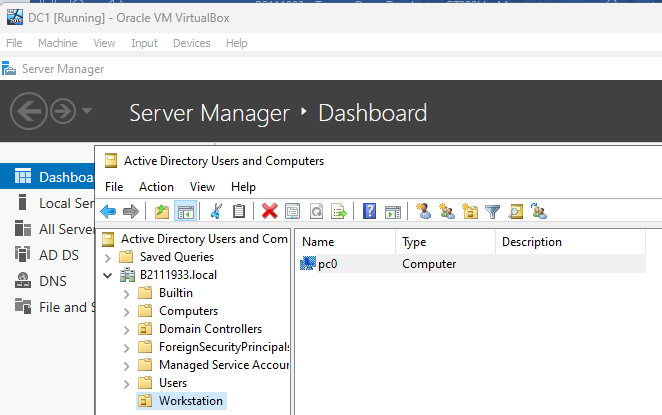 DC1 [Running] - Oracle VM VirtualBox
File Machine View Input Devices Help
Server Manager
Server Manager • Dashboard
Dashboa
Local Ser
All Server
AD DS
DNS
File and S
Active Directory Users and Computers
File Action View Help
Active Directory Users and Com
Saved Queries
B2111933.local
Builtin
Computers
Domain Controllers
ForeignSecurityPrincipals
Managed Service Accour
Users
Workstation
Name Type Description
pc0 Computer